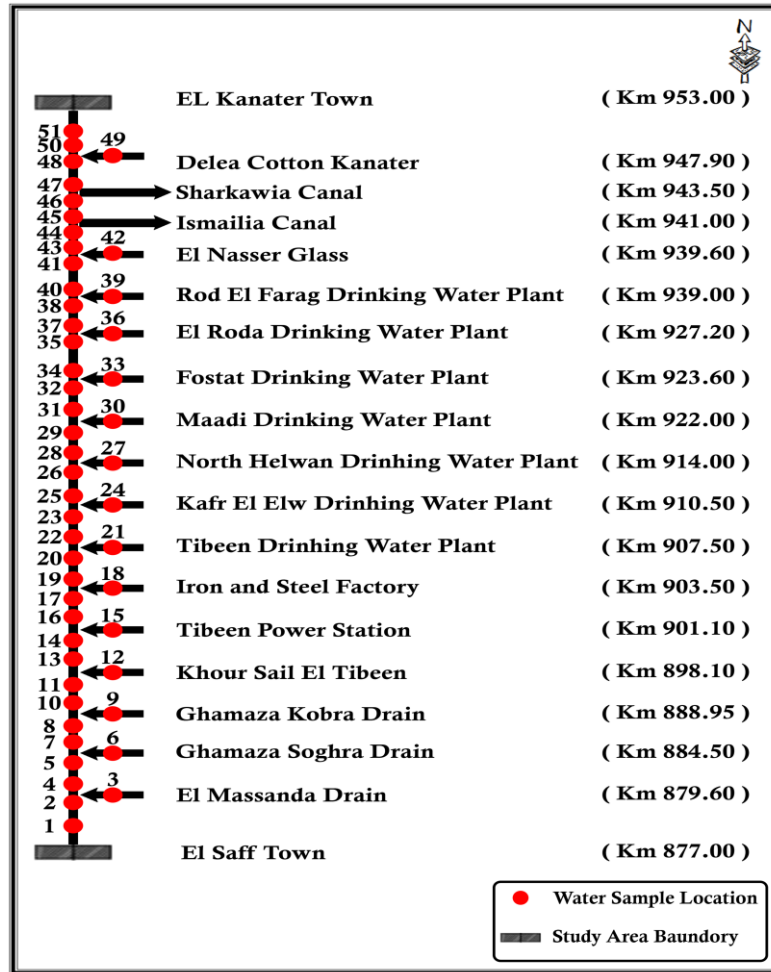 N
EL Kanater Town ( Km 953.00 )
51
50 49
48 Delea Cotton Kanater ( Km 947.90 )
47 Sharkawia Canal ( Km 943.50 )
46
45 Ismailia Canal ( Km 941.00 )
44
43 42 El Nasser Glass ( Km 939.60 )
41
40 39 Rod El Farag Drinking Water Plant ( Km 939.00 )
38
37 36 El Roda Drinking Water Plant ( Km 927.20 )
35
34 33 Fostat Drinking Water Plant ( Km 923.60 )
32
31 30 Maadi Drinking Water Plant ( Km 922.00 )
29
28 27 North Helwan Drinhing Water Plant ( Km 914.00 )
26
25 24 Kafr El Elw Drinhing Water Plant ( Km 910.50 )
23
22 21 Tibeen Drinhing Water Plant ( Km 907.50 )
20
19 18 Iron and Steel Factory ( Km 903.50 )
17
16 15 Tibeen Power Station ( Km 901.10 )
14
13 12 Khour Sail El Tibeen ( Km 898.10 )
11
10 9 Ghamaza Kobra Drain ( Km 888.95 )
8
7 6 Ghamaza Soghra Drain ( Km 884.50 )
5
4 3 El Massanda Drain ( Km 879.60 )
2
1
El Saff Town ( Km 877.00 )
Water Sample Location
Study Area Baundory